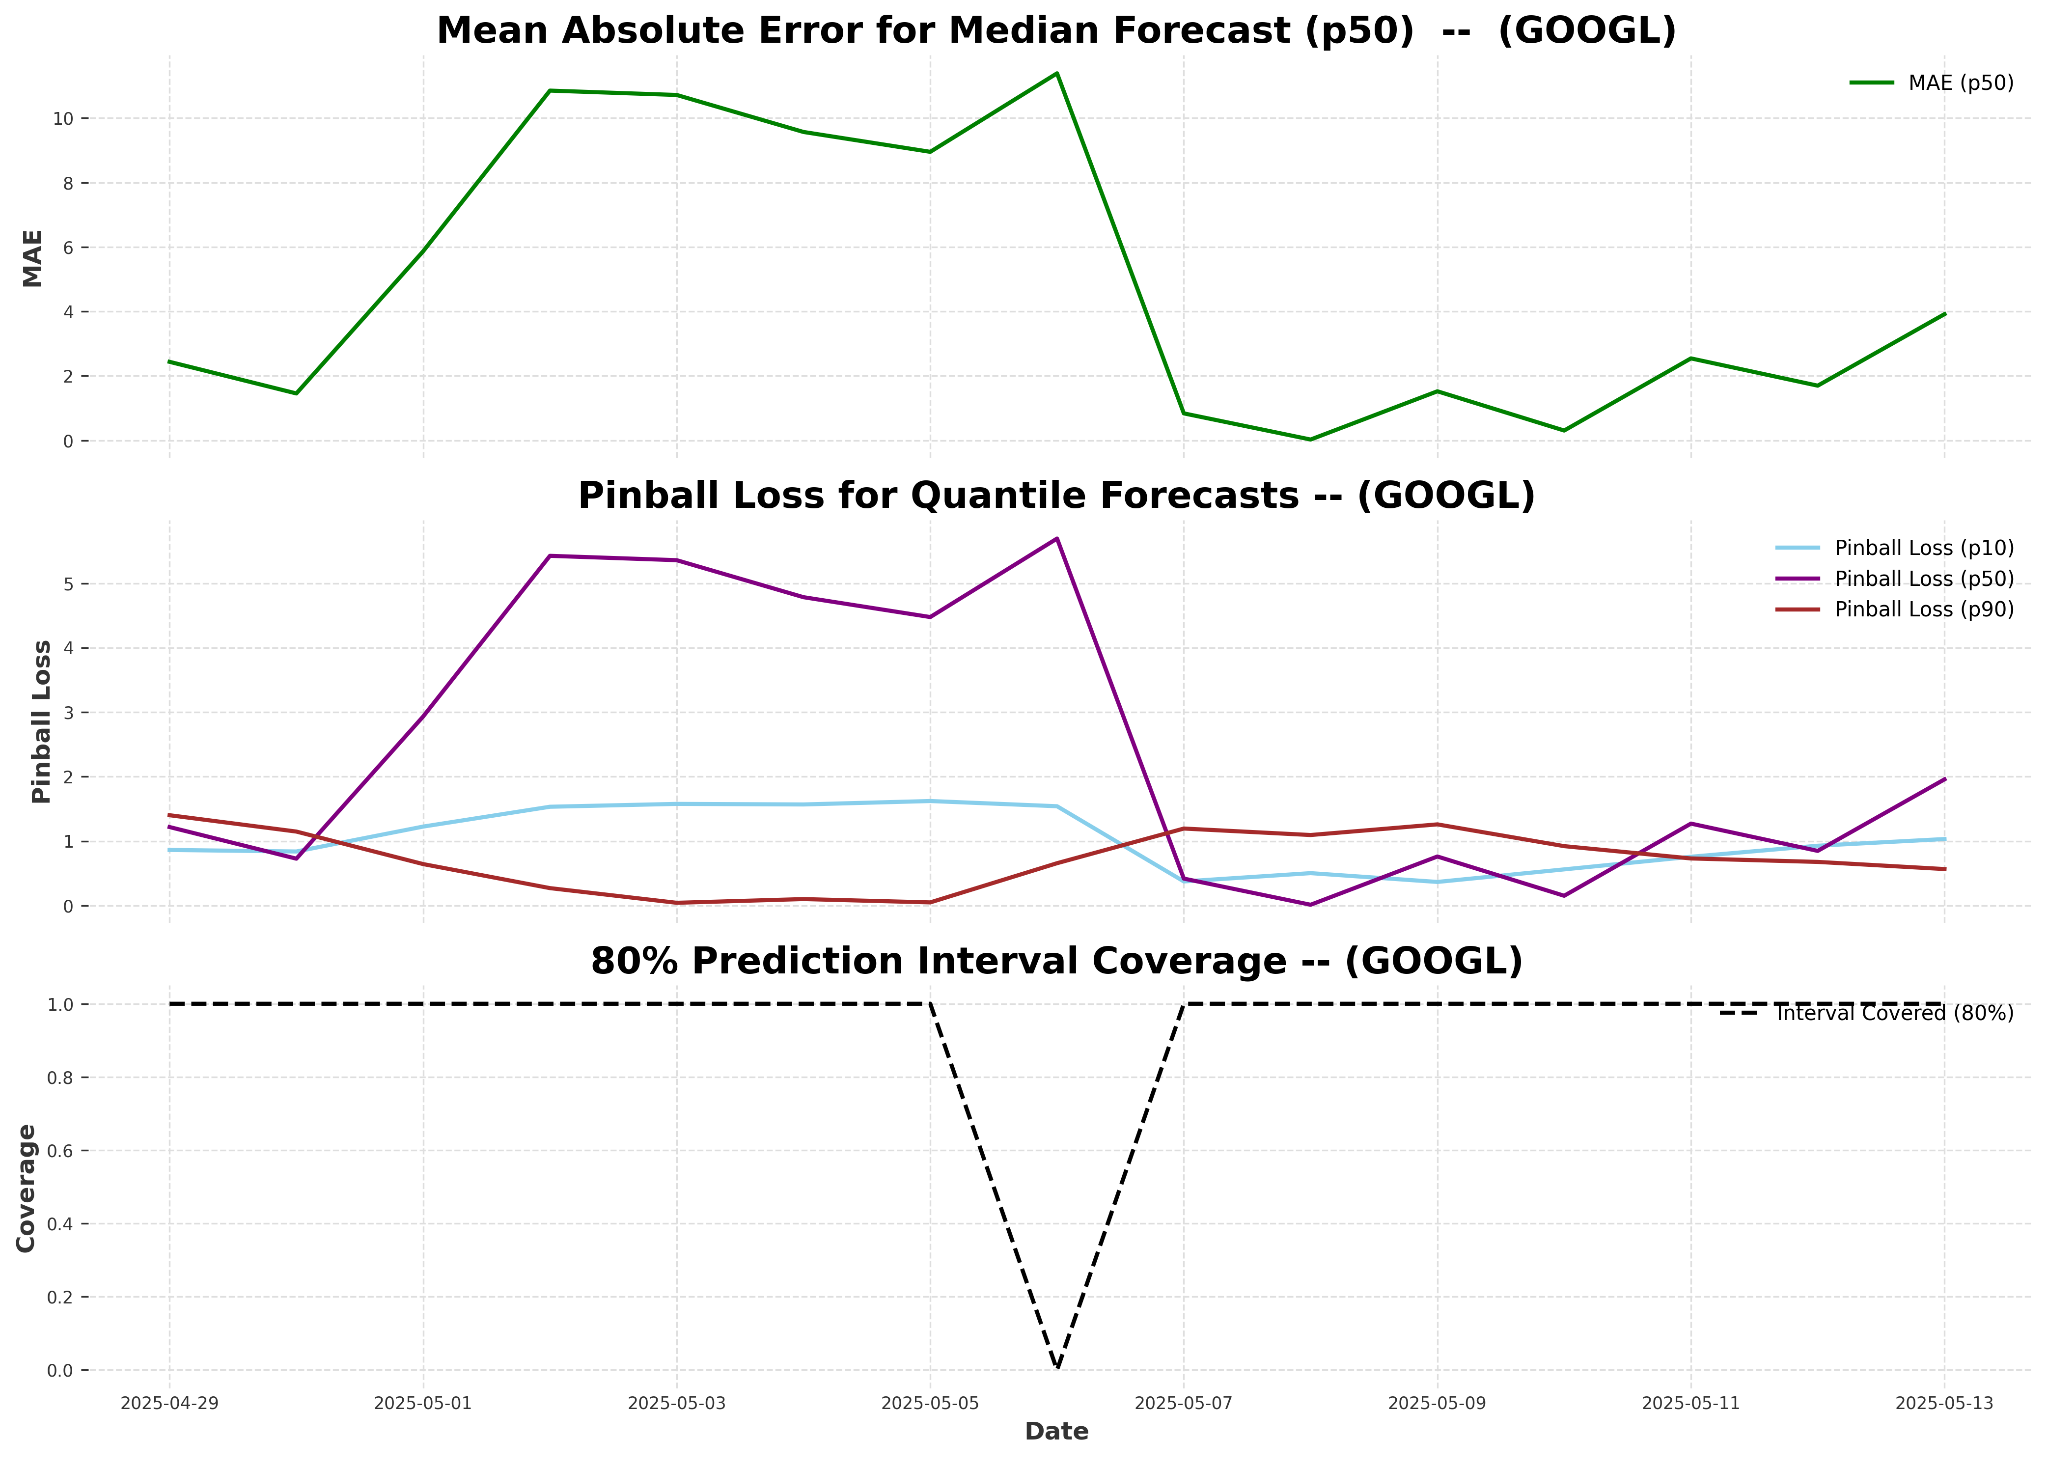 Mean Absolute Error for Median Forecast (p50)  --  (GOOGL)
MAE (p50)
10
8
6
4
2
0
MAE
Pinball Loss for Quantile Forecasts -- (GOOGL)
Pinball Loss (p10)
Pinball Loss (p50)
Pinball Loss (p90)
5
4
3
2
1
0
Pinball Loss
80% Prediction Interval Coverage -- (GOOGL)
Interval Covered (80%)
1.0
0.8
0.6
0.4
0.2
0.0
Coverage
2025-04-29 2025-05-01 2025-05-03 2025-05-05 2025-05-07 2025-05-09 2025-05-11 2025-05-13
Date